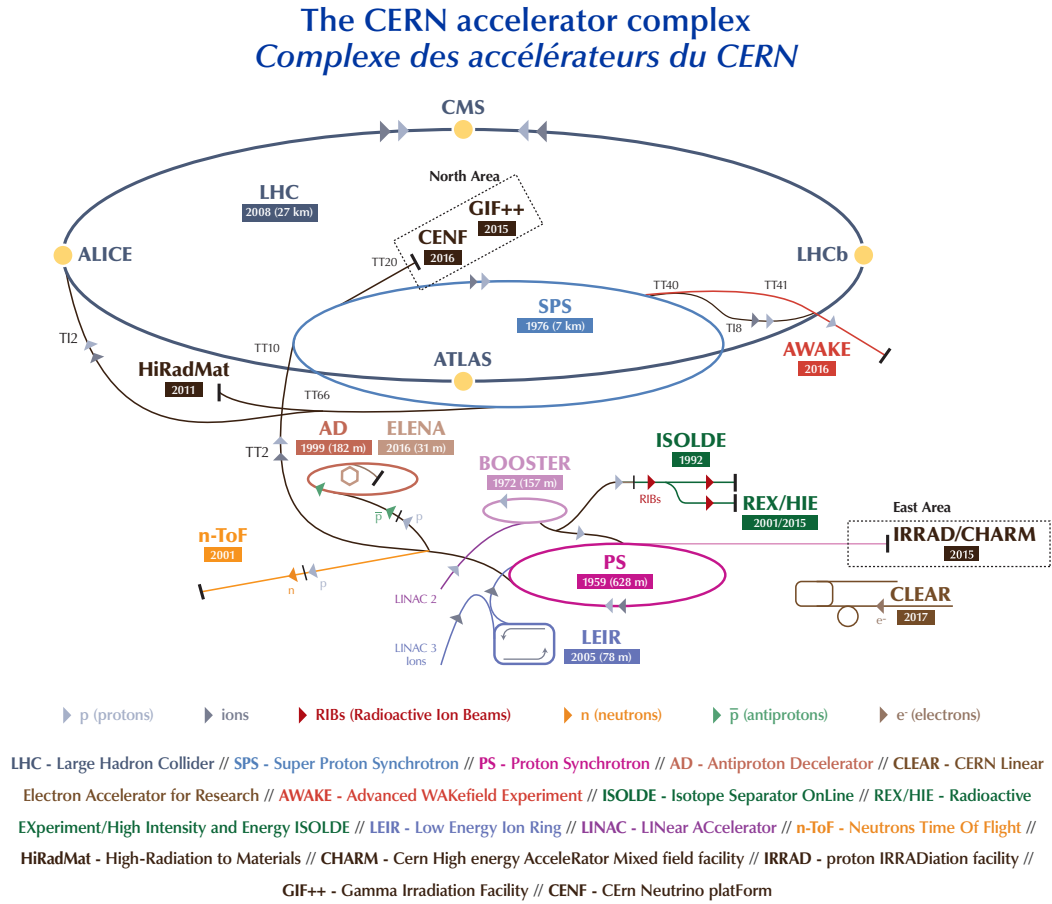 The CERN accelerator complex
Complexe des accélérateurs du CERN
CMS
North Area
LHC
2008 (27 km)
GIF++
2015
CENF
2016
ALICE
LHCb
TT20
TT40
TT41
SPS
1976 (7 km)
TI2
TI8
TT10
ATLAS
AWAKE
2016
HiRadMat
2011
TT66
AD
1999 (182 m)
ELENA
2016 (31 m)
TT2
ISOLDE
1992
BOOSTER
1972 (157 m)
RIBs
REX/HIE
2001/2015
East Area
p̅
p
n-ToF
2001
IRRAD/CHARM
2015
PS
1959 (628 m)
n
p
LINAC 2
CLEAR
2017
e-
LINAC 3
Ions
LEIR
2005 (78 m)
p (protons)
ions
RIBs (Radioactive Ion Beams)
n (neutrons)
p̅ (antiprotons)
e- (electrons)
LHC - Large Hadron Collider // SPS - Super Proton Synchrotron // PS - Proton Synchrotron // AD - Antiproton Decelerator // CLEAR - CERN Linear
Electron Accelerator for Research // AWAKE - Advanced WAKefield Experiment // ISOLDE - Isotope Separator OnLine // REX/HIE - Radioactive
EXperiment/High Intensity and Energy ISOLDE // LEIR - Low Energy Ion Ring // LINAC - LINear ACcelerator // n-ToF - Neutrons Time Of Flight //
HiRadMat - High-Radiation to Materials // CHARM - Cern High energy AcceleRator Mixed field facility // IRRAD - proton IRRADiation facility //
GIF++ - Gamma Irradiation Facility // CENF - CErn Neutrino platForm